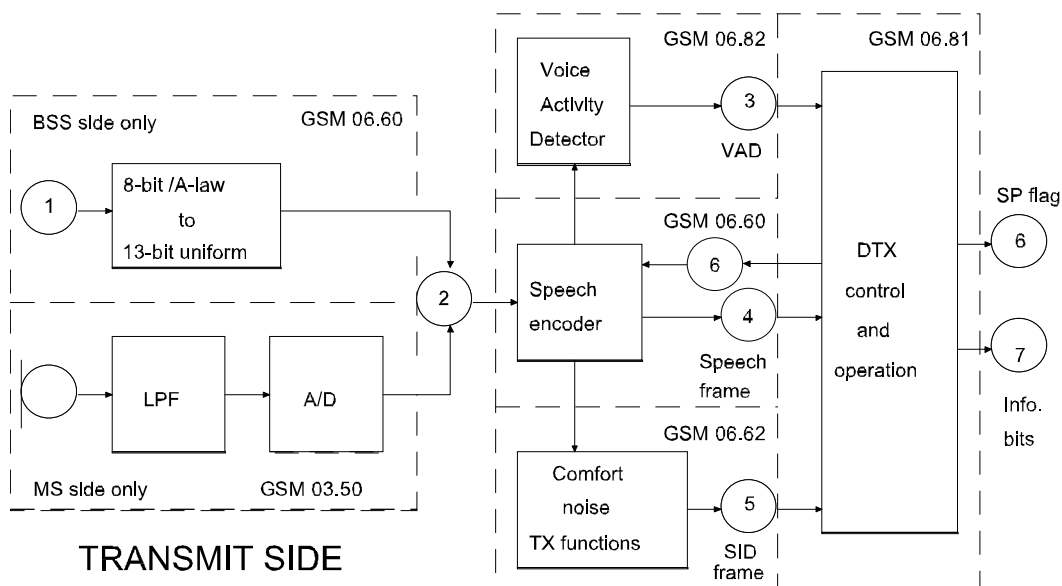 GSM 06.82
GSM 06.81
Voice
Activity
Detector
3
VAD
BSS side only
GSM 06.60
1
8-bit /A-law
to
13-bit uniform
2
GSM 06.60
Speech
encoder
6
4
Speech
frame
DTX
control
and
operation
SP flag
6
7
Info.
bits
LPF
A/D
MS side only
GSM 03.50
GSM 06.62
Comfort
noise
TX functions
5
SID
frame
TRANSMIT SIDE